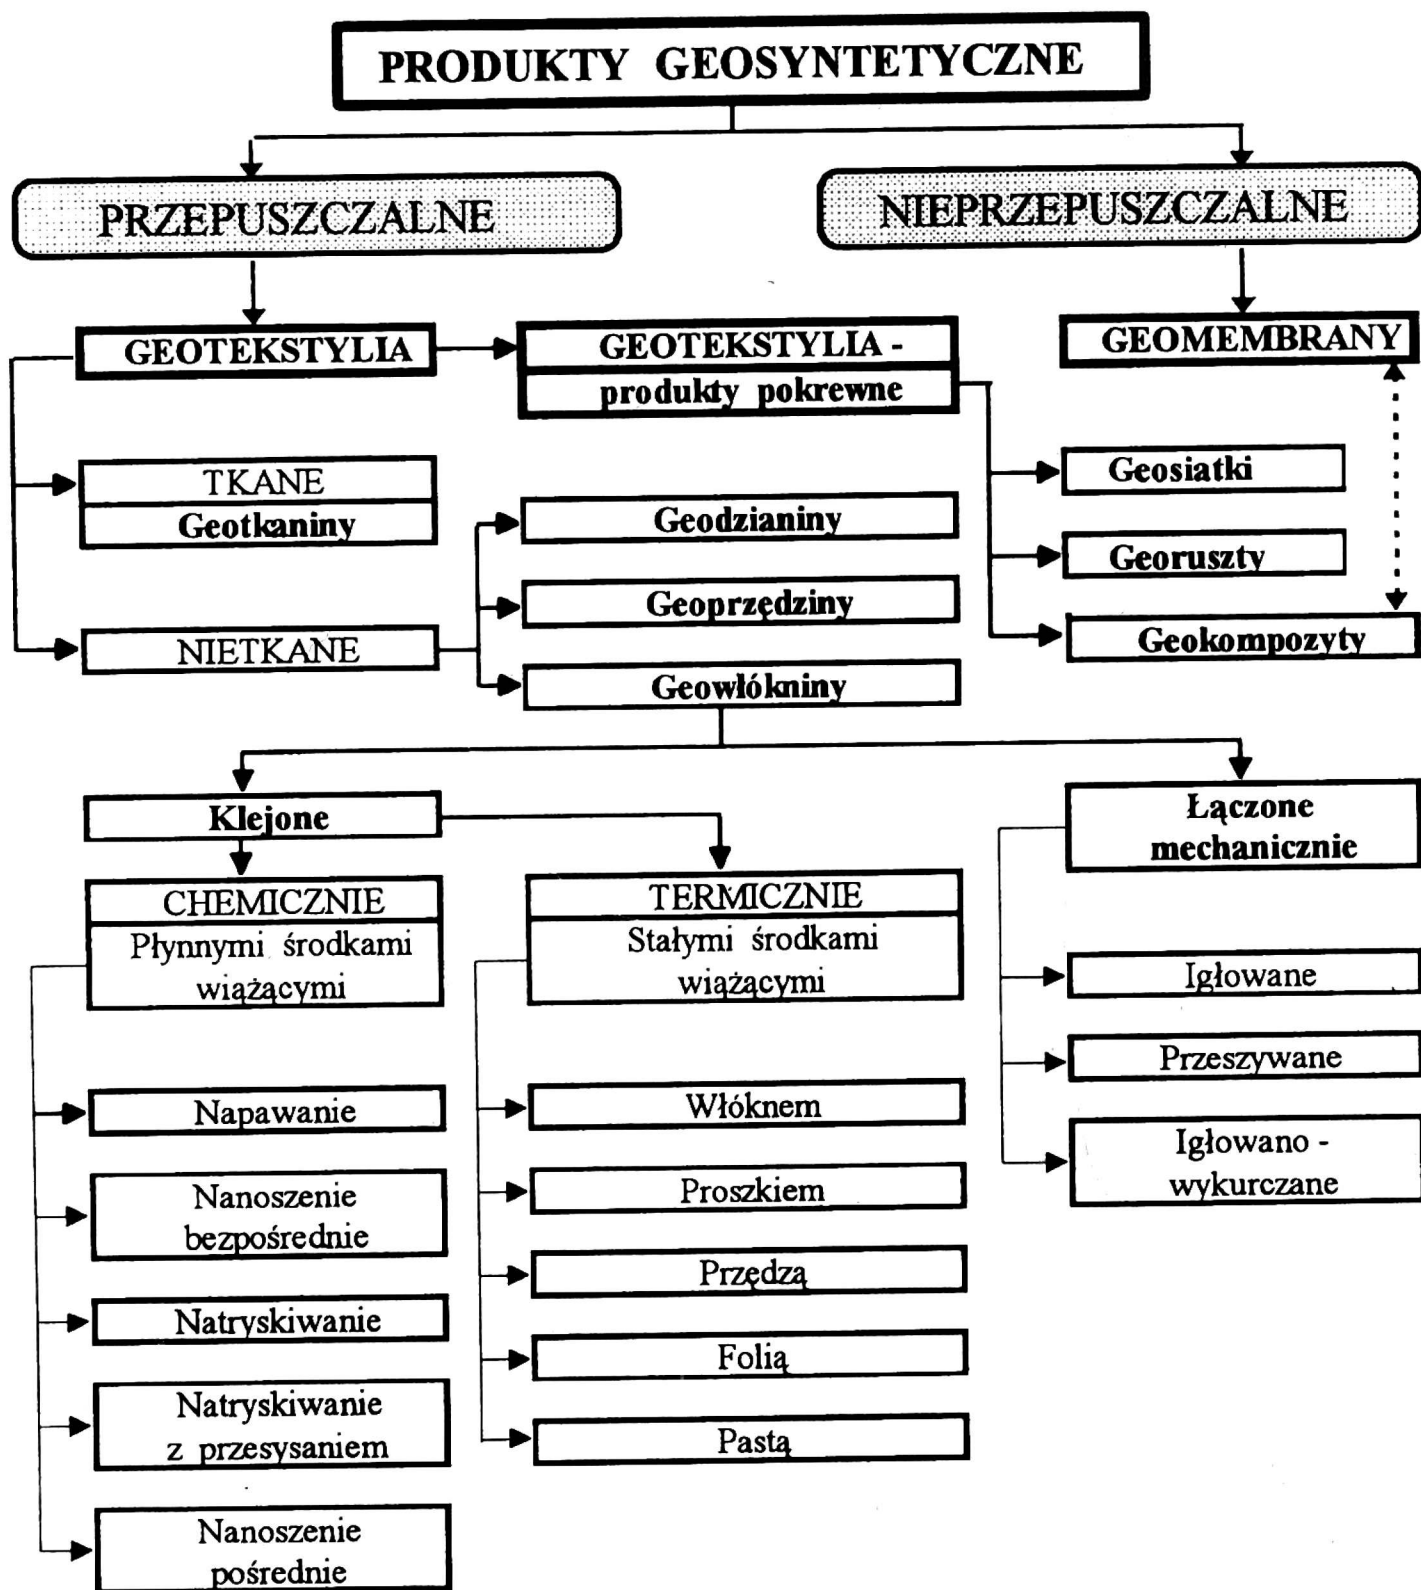 PRODUKTY GEOSYNTETYCZNE
PRZEPUSZCZALNE
NIEPRZEPUSZCZALNE
GEOTEKSTYLIA
GEOTEKSTYLIA -
produkty pokrewne
GEOMEMBRANY
TKANE
Geotkaniny
NIETKANE
Geodzianiny
Geoprzędziny
Geowłókniny
Geosiatki
Georuszty
Geokompozyty
Klejone
Łączone
mechanicznie
CHEMICZNIE
Płynnymi środkami
wiążącymi
TERMICZNIE
Stałymi środkami
wiążącymi
Napawanie
Nanoszenie
bezpośrednie
Natryskiwanie
Natryskiwanie
z przesysaniem
Nanoszenie
pośrednie
Włóknem
Proszkiem
Przędzą
Folią
Pastą
Igłowane
Przeszywane
Igłowano -
wykurczane